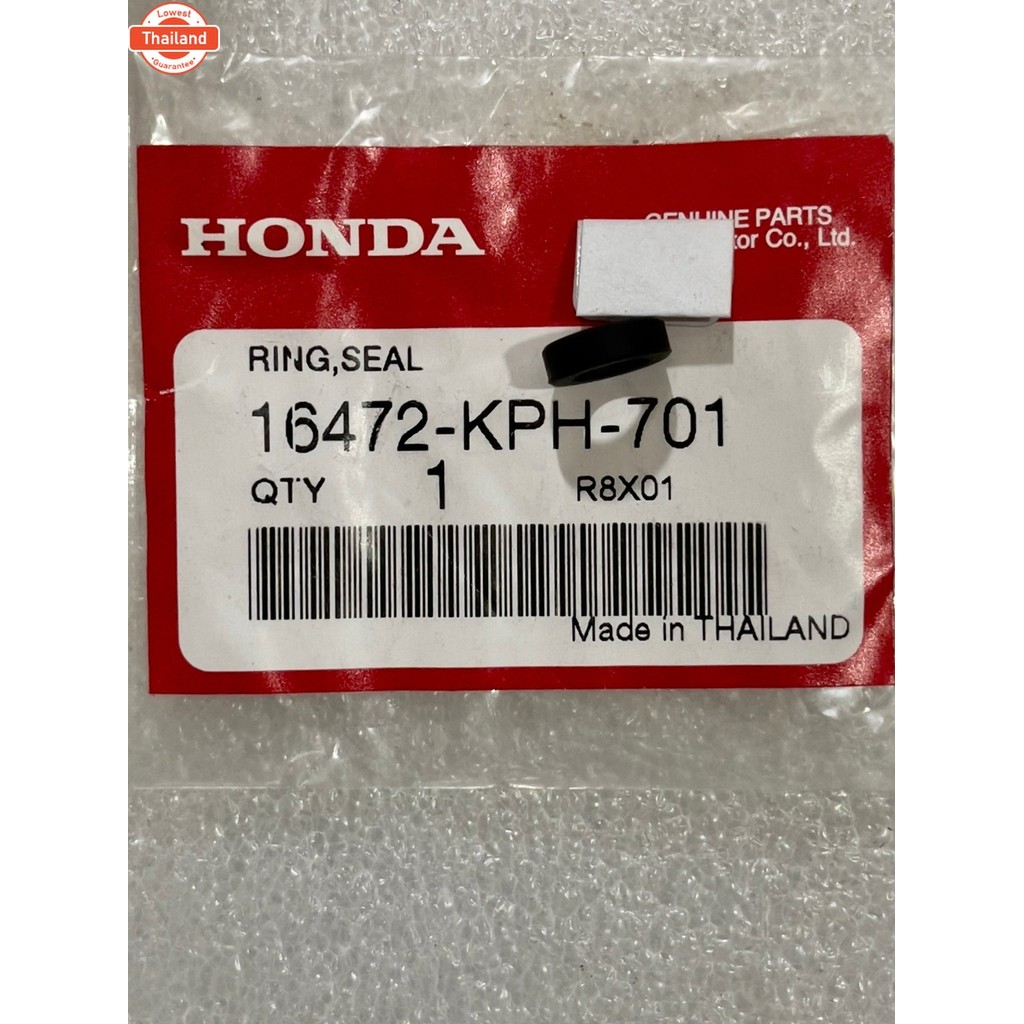 Lowest
Thailand
Guarantee
HONDA
GENUINE PARTS
Co., Ltd.
RING,SEAL
16472-KPH-701
QTY 1 R8X01
Made in THAILAND